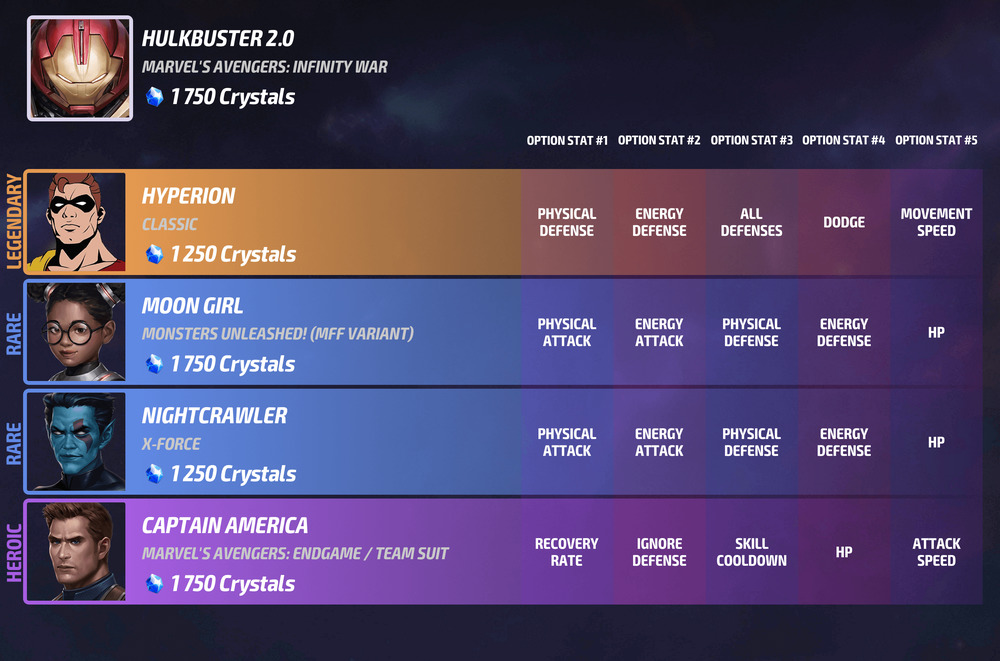 HULKBUSTER 2.0
MARVEL'S AVENGERS: INFINITY WAR
1 750 Crystals
OPTION STAT #1 OPTION STAT #2 OPTION STAT #3 OPTION STAT #4 OPTION STAT #5
LEGENDARY
HYPERION
CLASSIC
1 250 Crystals
PHYSICAL DEFENSE
ENERGY DEFENSE
ALL DEFENSES
DODGE
MOVEMENT SPEED
RARE
MOON GIRL
MONSTERS UNLEASHED! (MFF VARIANT)
1 750 Crystals
PHYSICAL ATTACK
ENERGY ATTACK
PHYSICAL DEFENSE
ENERGY DEFENSE
HP
RARE
NIGHTCRAWLER
X-FORCE
1 250 Crystals
PHYSICAL ATTACK
ENERGY ATTACK
PHYSICAL DEFENSE
ENERGY DEFENSE
HP
HEROIC
CAPTAIN AMERICA
MARVEL'S AVENGERS: ENDGAME / TEAM SUIT
1 750 Crystals
RECOVERY RATE
IGNORE DEFENSE
SKILL COOLDOWN
HP
ATTACK SPEED